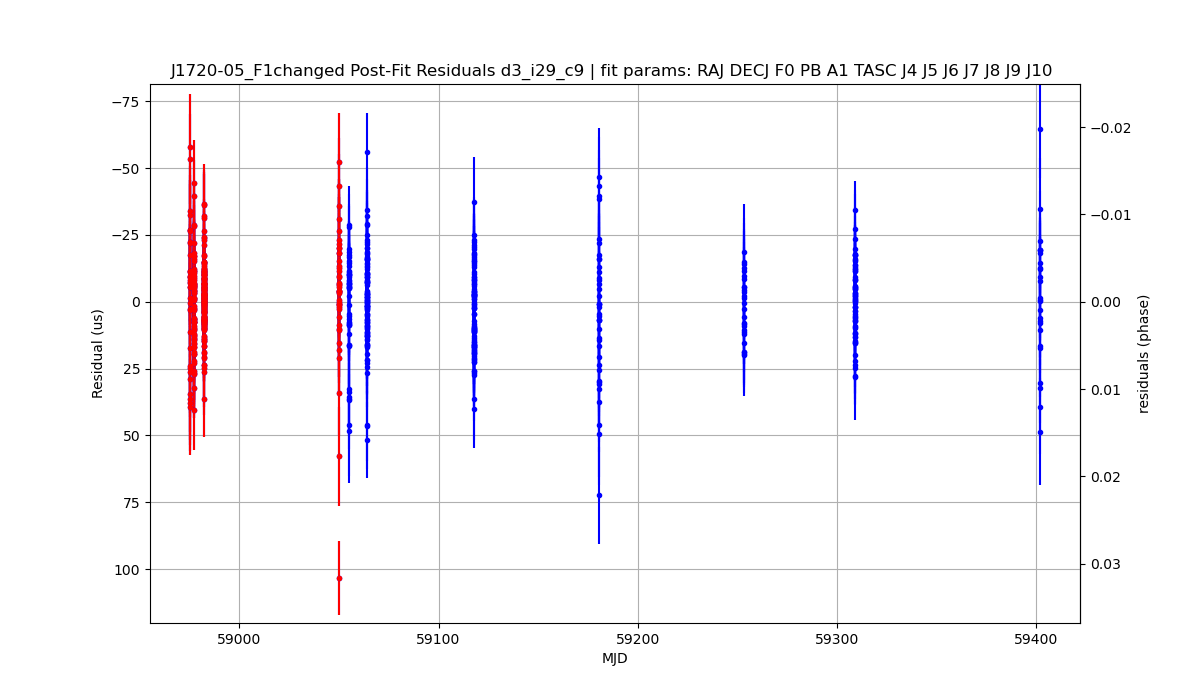 J1720-05_F1changed Post-Fit Residuals d3_i29_c9 | fit params: RAJ DECJ F0 PB A1 TASC J4 J5 J6 J7 J8 J9 J10
−75
−50
−25
0
25
50
75
100
Residual (us)
−0.02
−0.01
0.00
0.01
0.02
0.03
residuals (phase)
59000 59100 59200 59300 59400
MJD